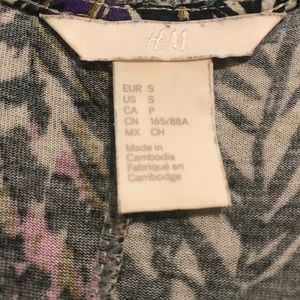 H&M
EUR S
US S
CA P
CN 165/88A
MX CH
Made in
Cambodia
Fabriqué en
Cambodge